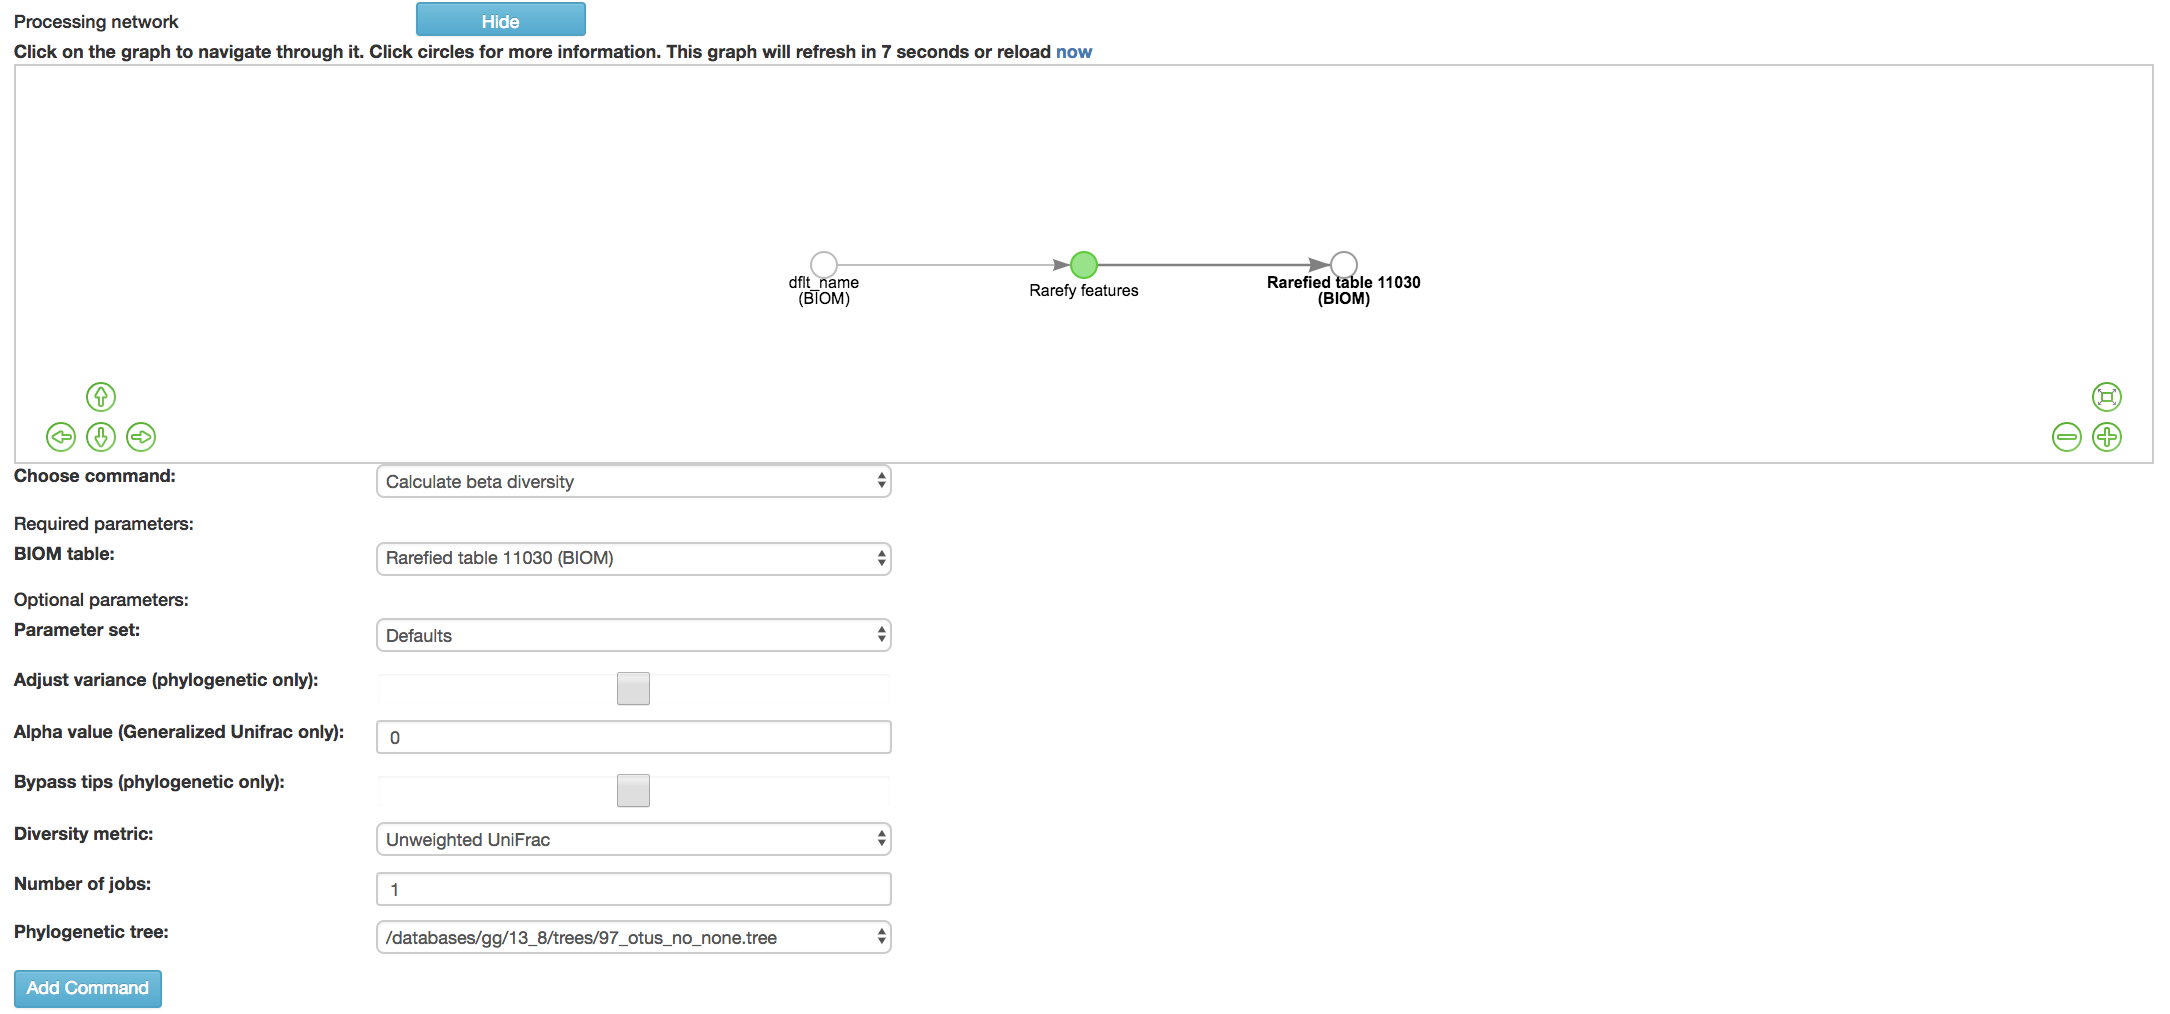 Processing network
Hide
Click on the graph to navigate through it. Click circles for more information. This graph will refresh in 7 seconds or reload now
dflt_name
(BIOM)
Rarefy features
Rarefied table 11030
(BIOM)
Choose command:
Calculate beta diversity
Required parameters:
BIOM table:
Rarefied table 11030 (BIOM)
Optional parameters:
Parameter set:
Defaults
Adjust variance (phylogenetic only):
Alpha value (Generalized Unifrac only):
0
Bypass tips (phylogenetic only):
Diversity metric:
Unweighted UniFrac
Number of jobs:
1
Phylogenetic tree:
/databases/gg/13_8/trees/97_otus_no_none.tree
Add Command